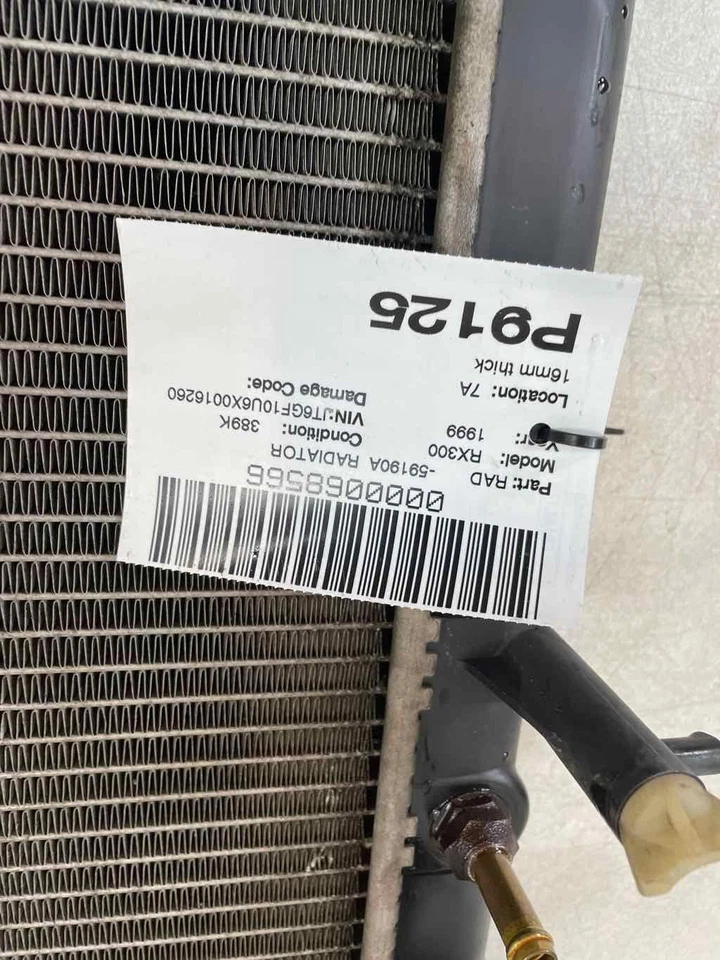 0000068566
Part: RAD -59190A RADIATOR
Model: RX300 Condition: 389K
Year: 1999 VIN:JT6GF10U6X0016260
Location: 7A Damage Code:
16mm thick
P9125